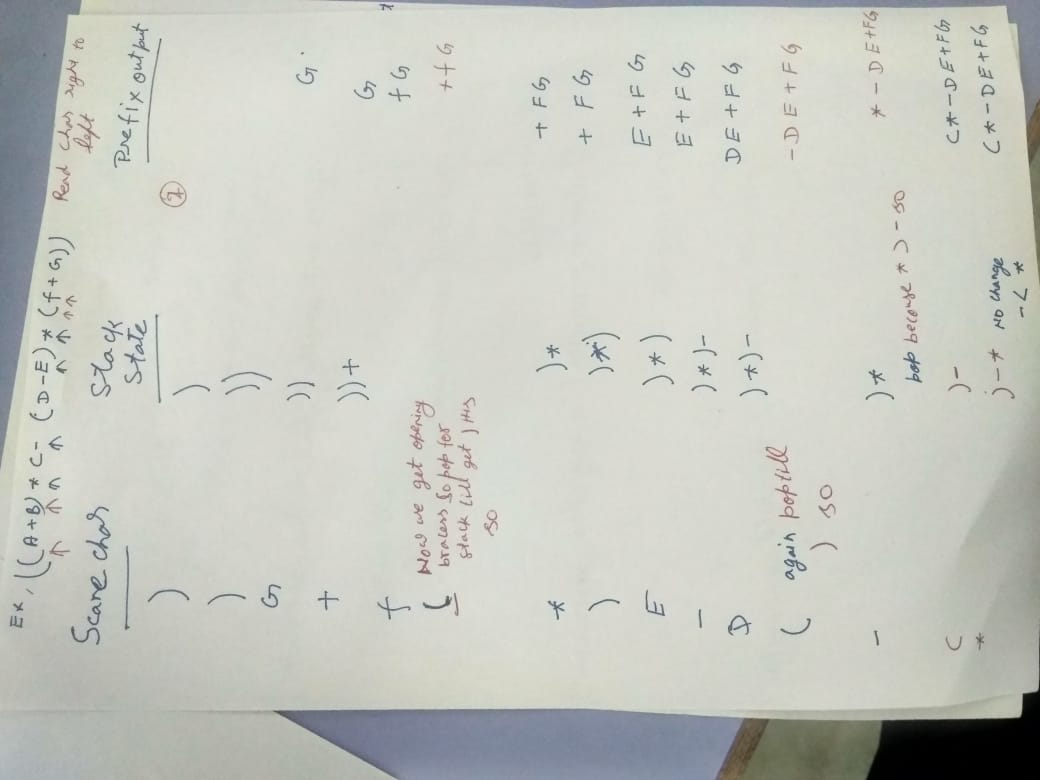 Ex, ((A+B)*C-(D-E)*(f+G)) Read char right to left
Scane char Stack State Prefix output
) )
) ))
G )) G
+ ))+ G
f fG
( Now we get opening +fG
bracess so pop for
stack till get ) this
so
* )* +FG
) )*) +FG
E )*) E+FG
- )*)- E+FG
D )*)- DE+FG
( again pop till -DE+FG
) so
- )* *-DE+FG
pop because * > - so
C )- C*-DE+FG
* )-* No change C*-DE+FG
- < *